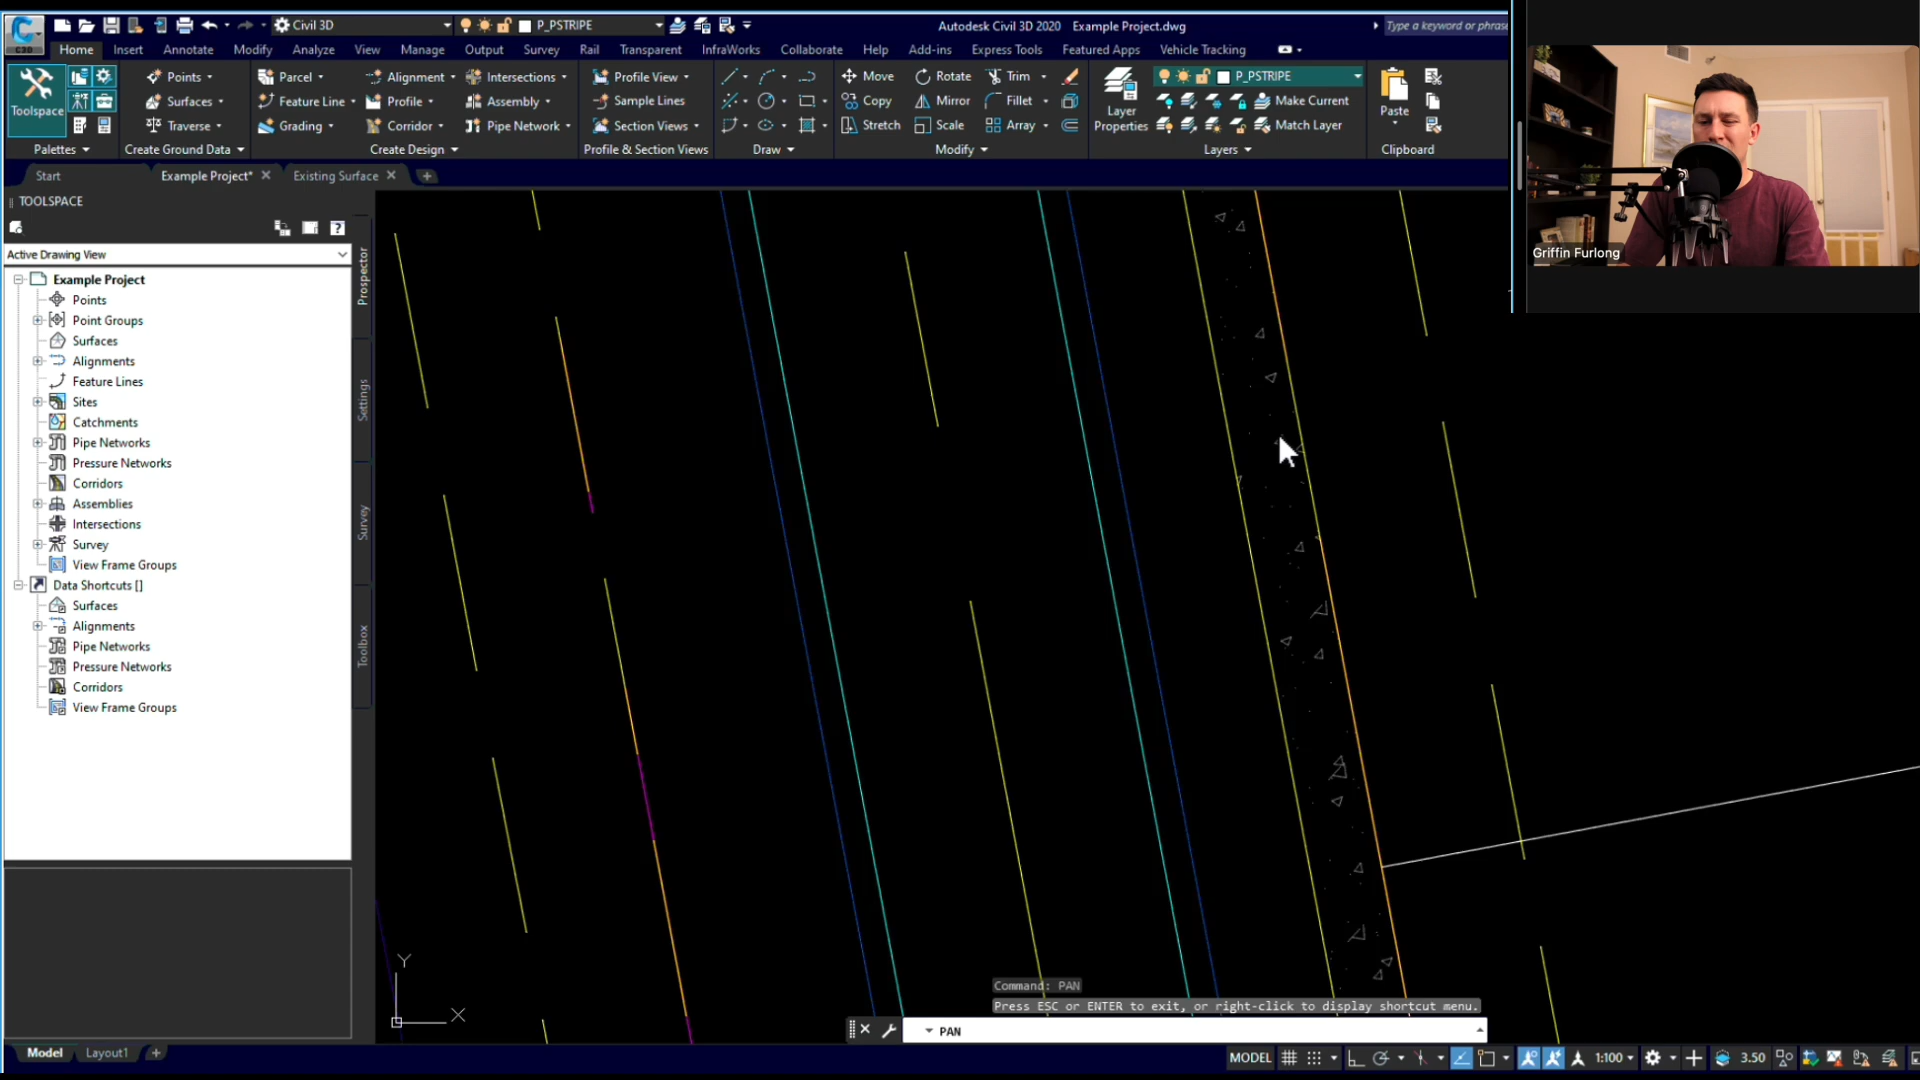 Civil 3D
P_PSTRIPE
Autodesk Civil 3D 2020 Example Project.dwg
Type a keyword or phrase
C3D
Home Insert Annotate Modify Analyze View Manage Output Survey Rail Transparent InfraWorks Collaborate Help Add-ins Express Tools Featured Apps Vehicle Tracking
Toolspace
Points
Surfaces
Traverse
Parcel
Feature Line
Grading
Alignment
Profile
Corridor
Intersections
Assembly
Pipe Network
Profile View
Sample Lines
Section Views
Move
Copy
Stretch
Rotate
Mirror
Scale
Trim
Fillet
Array
Layer
Properties
P_PSTRIPE
Make Current
Match Layer
Paste
Palettes
Create Ground Data
Create Design
Profile & Section Views
Draw
Modify
Layers
Clipboard
Start
Example Project*
Existing Surface
TOOLSPACE
Active Drawing View
Example Project
Points
Point Groups
Surfaces
Alignments
Feature Lines
Sites
Catchments
Pipe Networks
Pressure Networks
Corridors
Assemblies
Intersections
Survey
View Frame Groups
Data Shortcuts []
Surfaces
Alignments
Pipe Networks
Pressure Networks
Corridors
View Frame Groups
Prospector
Settings
Survey
Toolbox
Griffin Furlong
Y
X
Command: PAN
Press ESC or ENTER to exit, or right-click to display shortcut menu.
PAN
Model
Layout1
MODEL
1:100
3.50